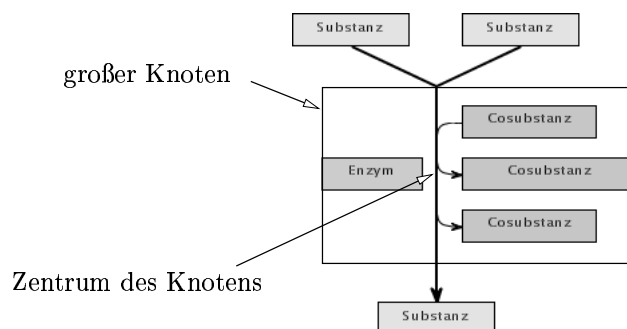 Substanz Substanz
großer Knoten
Cosubstanz
Enzym Cosubstanz
Cosubstanz
Zentrum des Knotens
Substanz